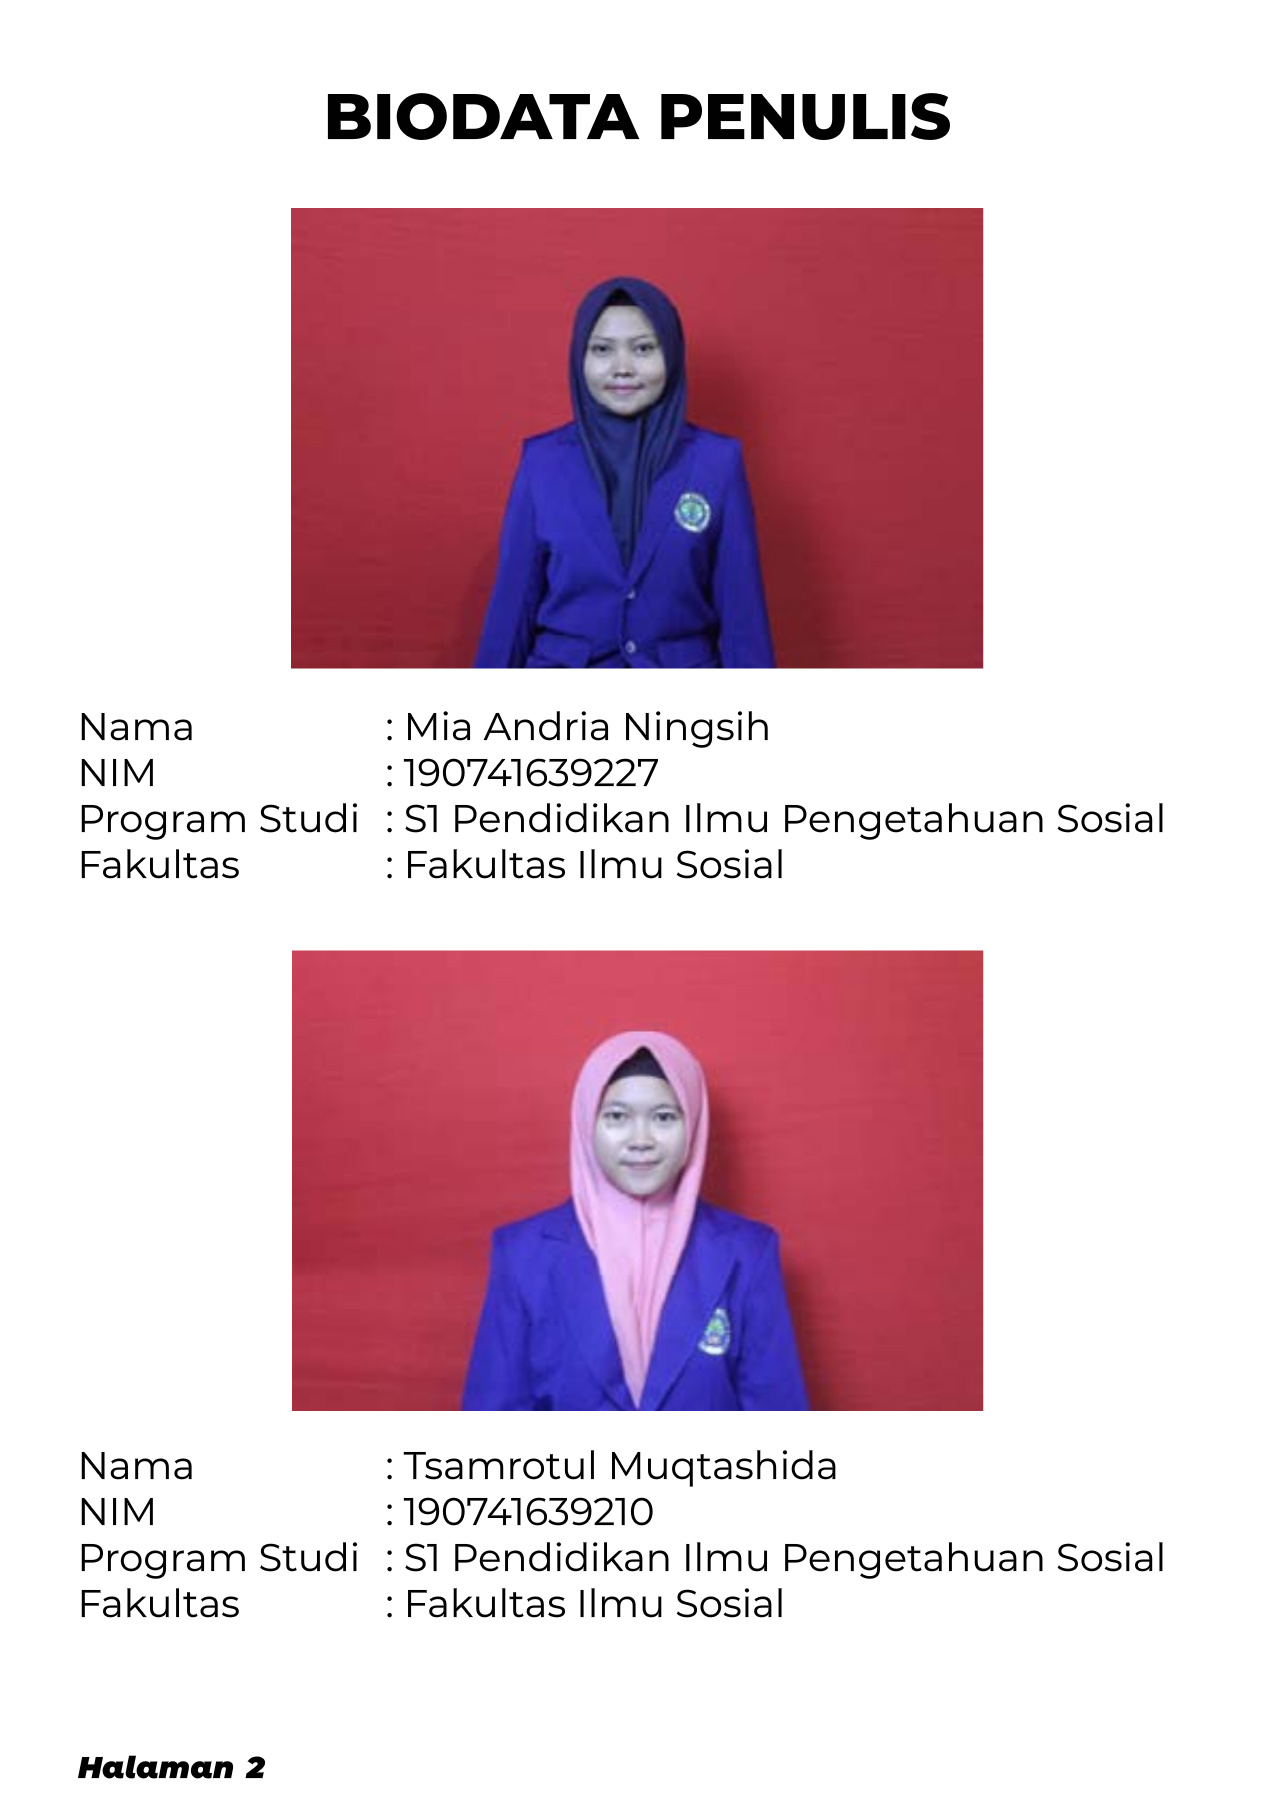 BIODATA PENULIS
Nama : Mia Andria Ningsih
NIM : 190741639227
Program Studi : S1 Pendidikan Ilmu Pengetahuan Sosial
Fakultas : Fakultas Ilmu Sosial
Nama : Tsamrotul Muqtashida
NIM : 190741639210
Program Studi : S1 Pendidikan Ilmu Pengetahuan Sosial
Fakultas : Fakultas Ilmu Sosial
Halaman 2